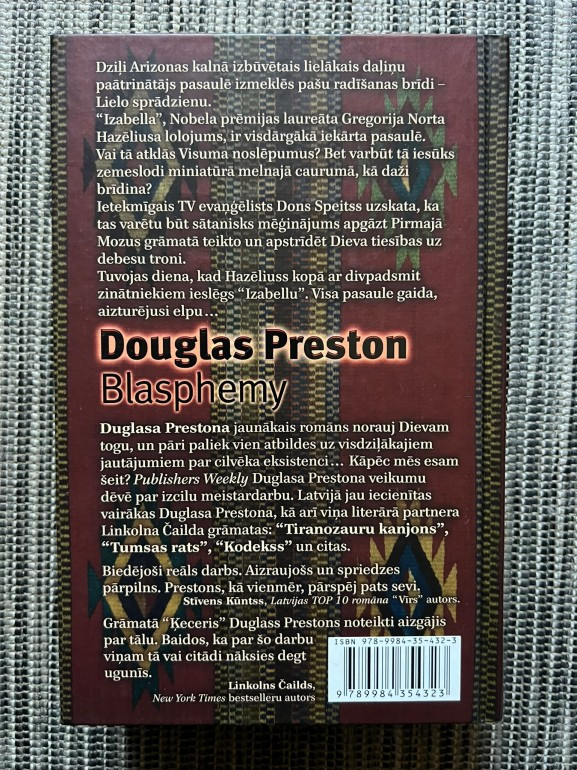 Dziļi Arizonas kalnā izbūvētais lielākais daļiņu
paātrinātājs pasaulē izmeklēs pašu radīšanas brīdi –
Lielo sprādzienu.
“Izabella”, Nobela prēmijas laureāta Gregorija Norta
Hazēliusa lolojums, ir visdārgākā iekārta pasaulē.
Vai tā atklās Visuma noslēpumus? Bet varbūt tā iesūks
zemeslodi miniatūrā melnajā caurumā, kā daži
brīdina?
Ietekmīgais TV evaņģēlists Dons Speitss uzskata, ka
tas varētu būt sātanisks mēģinājums apgāzt Pirmajā
Mozus grāmatā teikto un apstrīdēt Dieva tiesības uz
debesu troni.
Tuvojas diena, kad Hazēliuss kopā ar divpadsmit
zinātniekiem ieslēgs “Izabellu”. Visa pasaule gaida,
aizturējusi elpu…
Douglas Preston
Blasphemy
Duglasa Prestona jaunākais romāns norauj Dievam
togu, un pāri paliek vien atbildes uz visdziļākajiem
jautājumiem par cilvēka eksistenci… Kāpēc mēs esam
šeit? Publishers Weekly Duglasa Prestona veikumu
dēvē par izcilu meistardarbu. Latvijā jau iecienītas
vairākas Duglasa Prestona, kā arī viņa literārā partnera
Linkolna Čailda grāmatas: “Tiranozauru kanjons”,
“Tumsas rats”, “Kodekss” un citas.
Biedējoši reāls darbs. Aizraujošs un spriedzes
pārpilns. Prestons, kā vienmēr, pārspēj pats sevi.
Stīvens Kūntss, Latvijas TOP 10 romāna “Vīrs” autors.
Grāmatā “Ķeceris” Duglass Prestons noteikti aizgājis
par tālu. Baidos, ka par šo darbu
viņam tā vai citādi nāksies degt
ugunīs.
Linkolns Čailds,
New York Times bestselleru autors
ISBN 978-9984-35-432-3
9 789984 354323